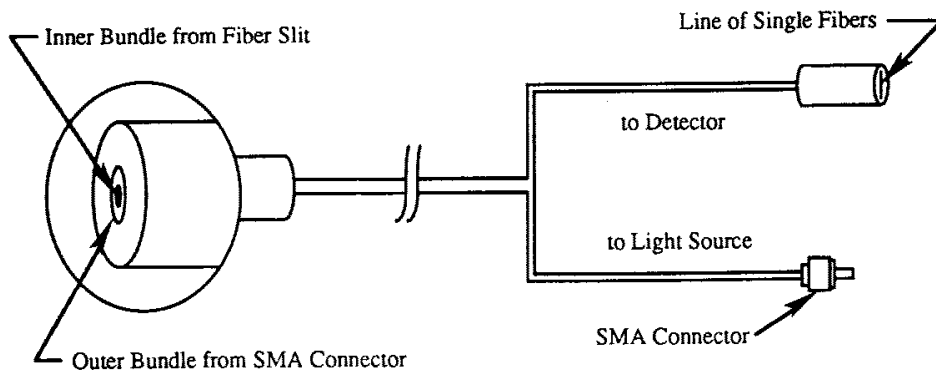 Inner Bundle from Fiber Slit
Line of Single Fibers
to Detector
to Light Source
SMA Connector
Outer Bundle from SMA Connector